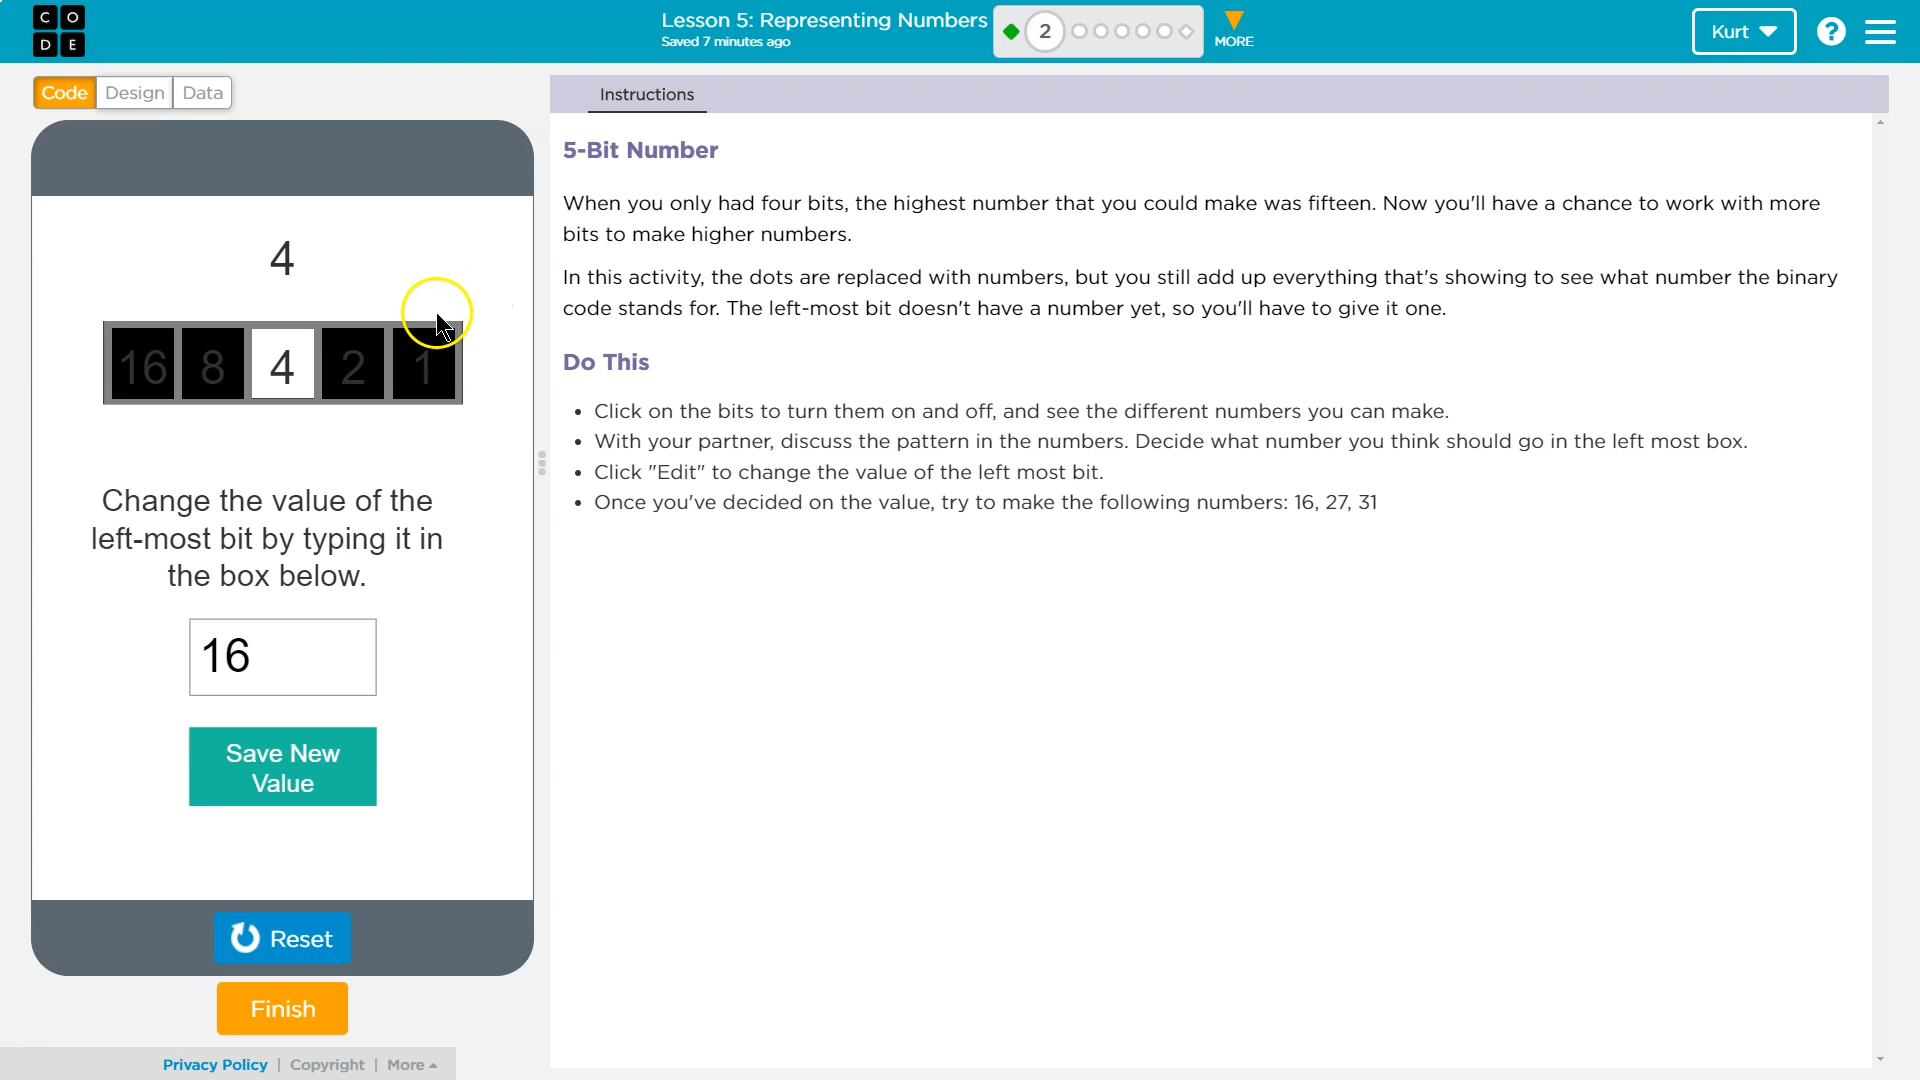 C O
D E
Lesson 5: Representing Numbers
Saved 7 minutes ago
2
MORE
Kurt
?
Code Design Data
Instructions
5-Bit Number
When you only had four bits, the highest number that you could make was fifteen. Now you'll have a chance to work with more
bits to make higher numbers.
In this activity, the dots are replaced with numbers, but you still add up everything that's showing to see what number the binary
code stands for. The left-most bit doesn't have a number yet, so you'll have to give it one.
Do This
• Click on the bits to turn them on and off, and see the different numbers you can make.
• With your partner, discuss the pattern in the numbers. Decide what number you think should go in the left most box.
• Click "Edit" to change the value of the left most bit.
• Once you've decided on the value, try to make the following numbers: 16, 27, 31
4
16 8 4 2 1
Change the value of the
left-most bit by typing it in
the box below.
16
Save New
Value
Reset
Finish
Privacy Policy | Copyright | More